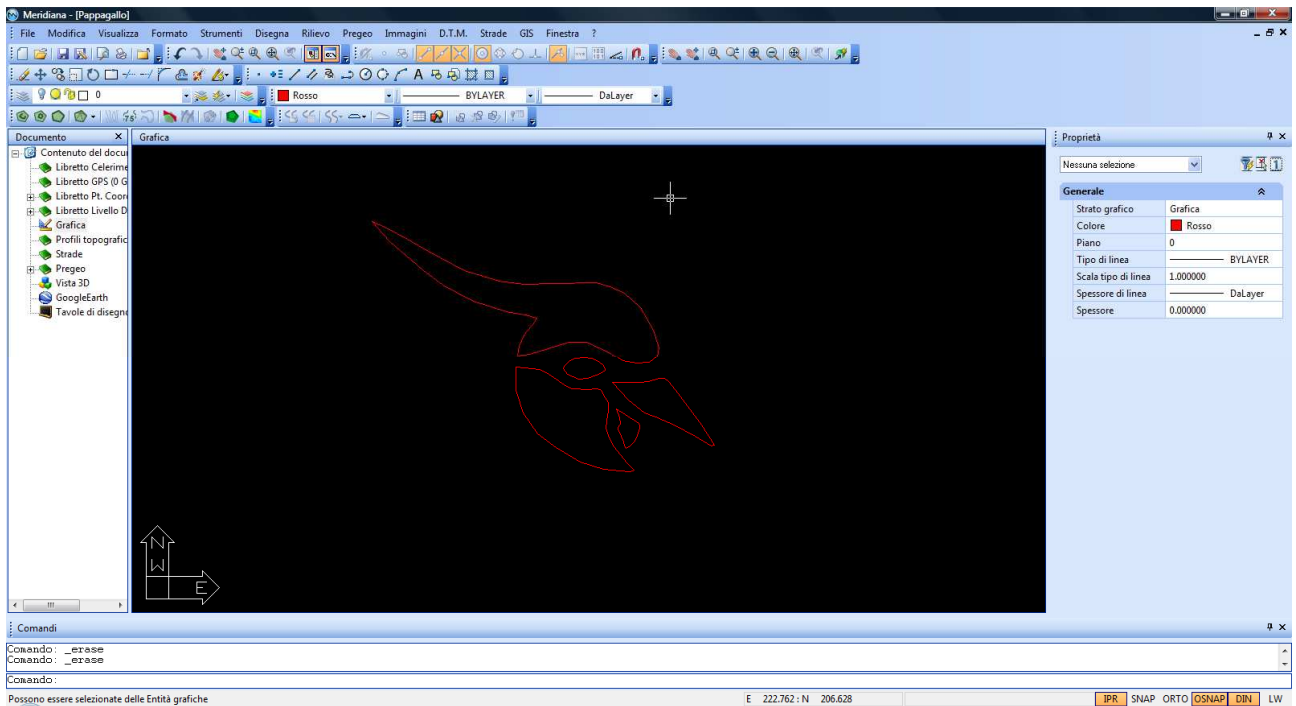 Meridiana - [Pappagallo]
File Modifica Visualizza Formato Strumenti Disegna Rilievo Pregeo Immagini D.T.M. Strade GIS Finestra ?
A
0 Rosso BYLAYER DaLayer
Documento
Contenuto del docu
Libretto Celerime
Libretto GPS (0 G
Libretto Pt. Coor
Libretto Livello D
Grafica
Profili topografic
Strade
Pregeo
Vista 3D
GoogleEarth
Tavole di disegno
Grafica
N
W
E
Proprietà
Nessuna selezione
Generale
Strato grafico Grafica
Colore Rosso
Piano 0
Tipo di linea BYLAYER
Scala tipo di linea 1.000000
Spessore di linea DaLayer
Spessore 0.000000
Comandi
Comando: _erase
Comando: _erase
Comando:
Possono essere selezionate delle Entità grafiche E 222.762 : N 206.628 IPR SNAP ORTO OSNAP DIN LW